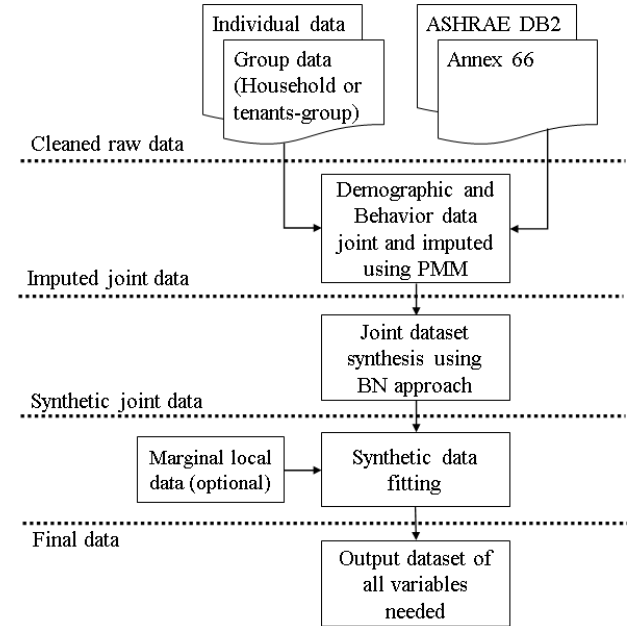 Individual data
Group data
(Household or
tenants-group)
ASHRAE DB2
Annex 66
Cleaned raw data
Demographic and
Behavior data
joint and imputed
using PMM
Imputed joint data
Joint dataset
synthesis using
BN approach
Synthetic joint data
Marginal local
data (optional)
Synthetic data
fitting
Final data
Output dataset of
all variables
needed